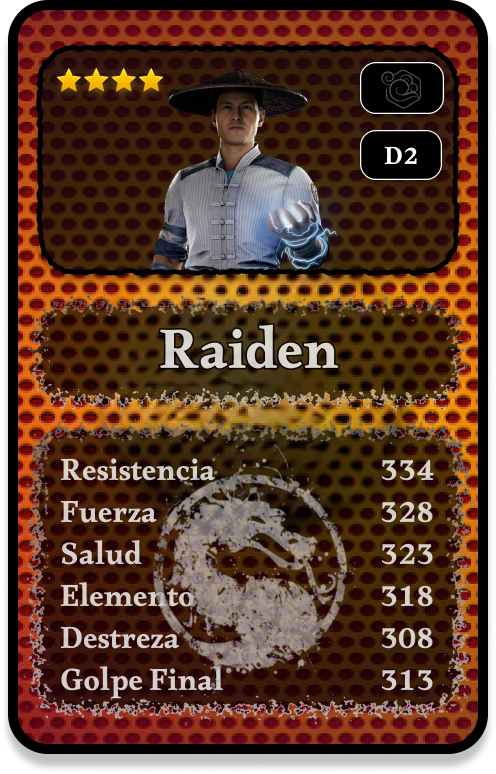 D2
Raiden
Resistencia 334
Fuerza 328
Salud 323
Elemento 318
Destreza 308
Golpe Final 313